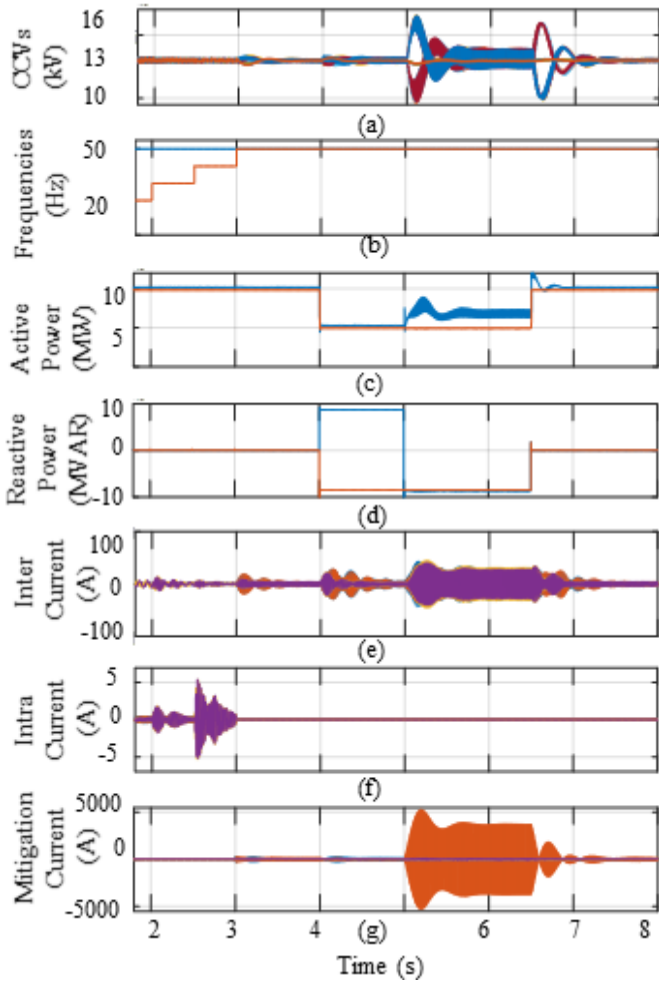 16
13
10
CCVs
(kV)
(a)
50
20
Frequencies
(Hz)
(b)
10
5
Active
Power
(MW)
(c)
10
0
-10
Reactive
Power
(MVAR)
(d)
100
0
-100
Inter
Current
(A)
(e)
5
0
-5
Intra
Current
(A)
(f)
5000
0
-5000
Mitigation
Current
(A)
2 3 4 (g) 6 7 8
Time (s)